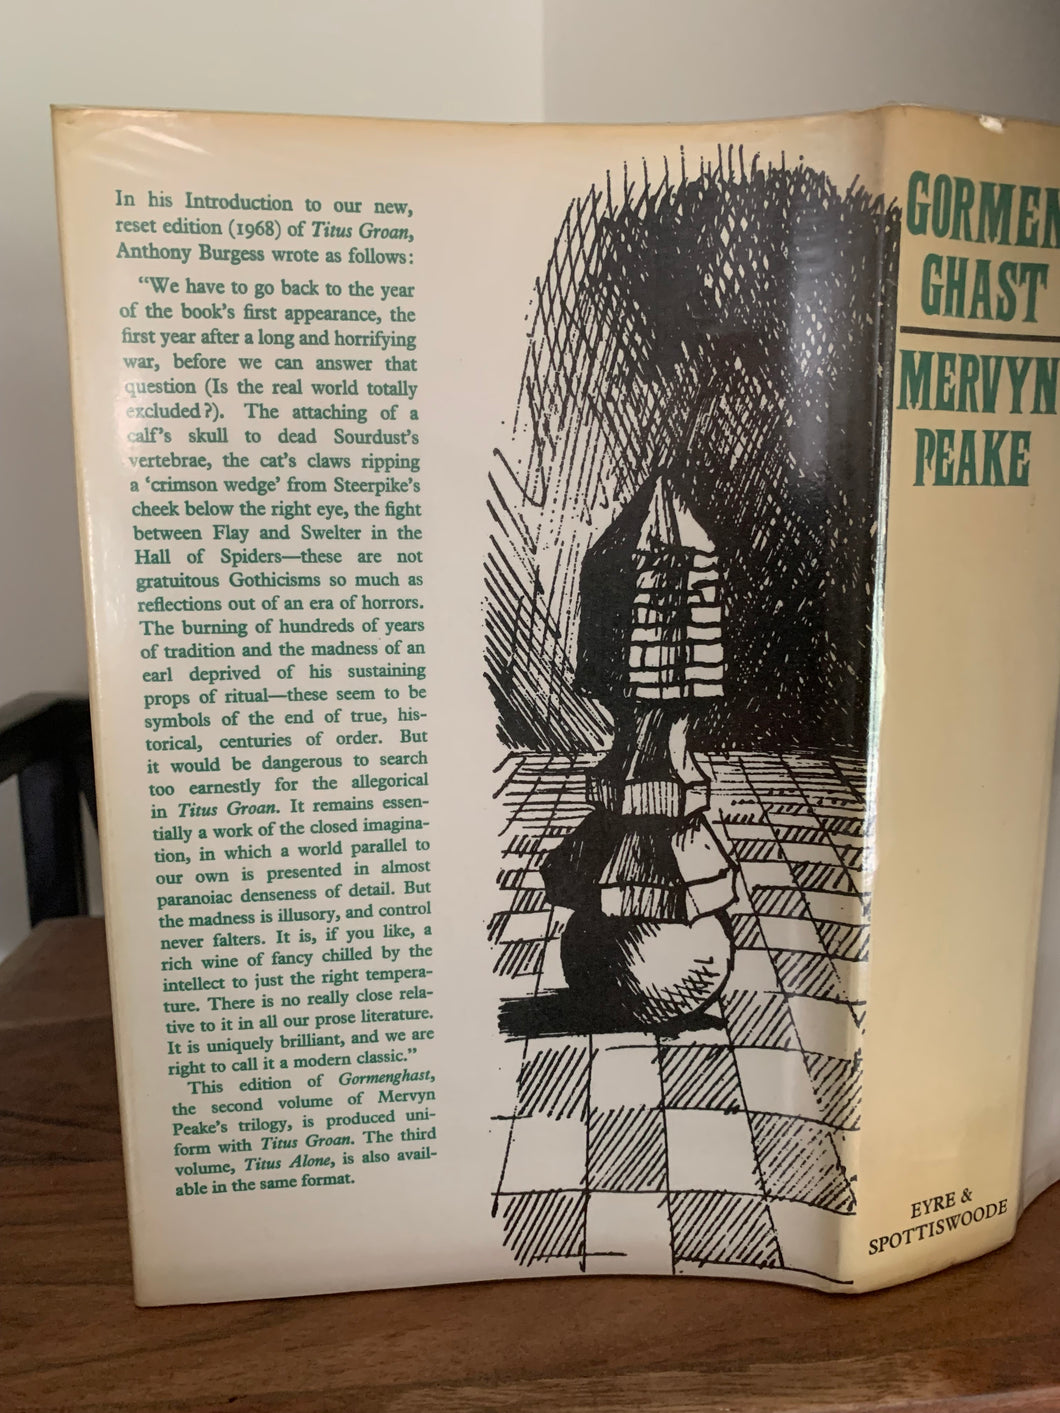 In his Introduction to our new,
reset edition (1968) of Titus Groan,
Anthony Burgess wrote as follows:
“We have to go back to the year
of the book’s first appearance, the
first year after a long and horrifying
war, before we can answer that
question (Is the real world totally
excluded?). The attaching of a
calf’s skull to dead Sourdust’s
vertebrae, the cat’s claws ripping
a ‘crimson wedge’ from Steerpike’s
cheek below the right eye, the fight
between Flay and Swelter in the
Hall of Spiders—these are not
gratuitous Gothicisms so much as
reflections out of an era of horrors.
The burning of hundreds of years
of tradition and the madness of an
earl deprived of his sustaining
props of ritual—these seem to be
symbols of the end of true, his-
torical, centuries of order. But
it would be dangerous to search
too earnestly for the allegorical
in Titus Groan. It remains essen-
tially a work of the closed imagina-
tion, in which a world parallel to
our own is presented in almost
paranoiac denseness of detail. But
the madness is illusory, and control
never falters. It is, if you like, a
rich wine of fancy chilled by the
intellect to just the right tempera-
ture. There is no really close rela-
tive to it in all our prose literature.
It is uniquely brilliant, and we are
right to call it a modern classic.”
This edition of Gormenghast,
the second volume of Mervyn
Peake’s trilogy, is produced uni-
form with Titus Groan. The third
volume, Titus Alone, is also avail-
able in the same format.
GORMEN
GHAST
MERVYN
PEAKE
EYRE &
SPOTTISWOODE